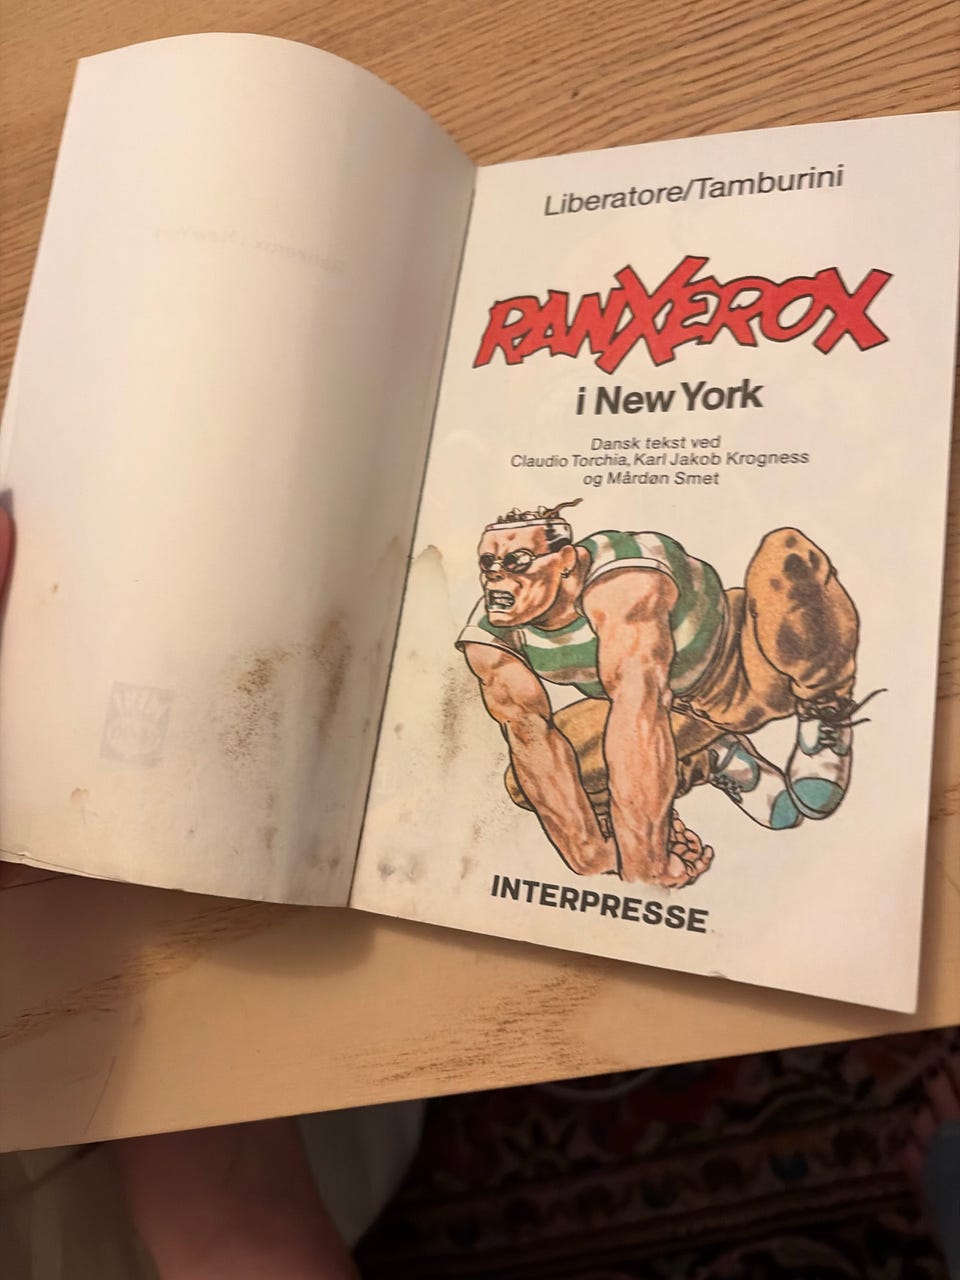 Liberatore/Tamburini
RANXEROX
i New York
Dansk tekst ved
Claudio Torchia, Karl Jakob Krogness
og Mårdøn Smet
INTERPRESSE